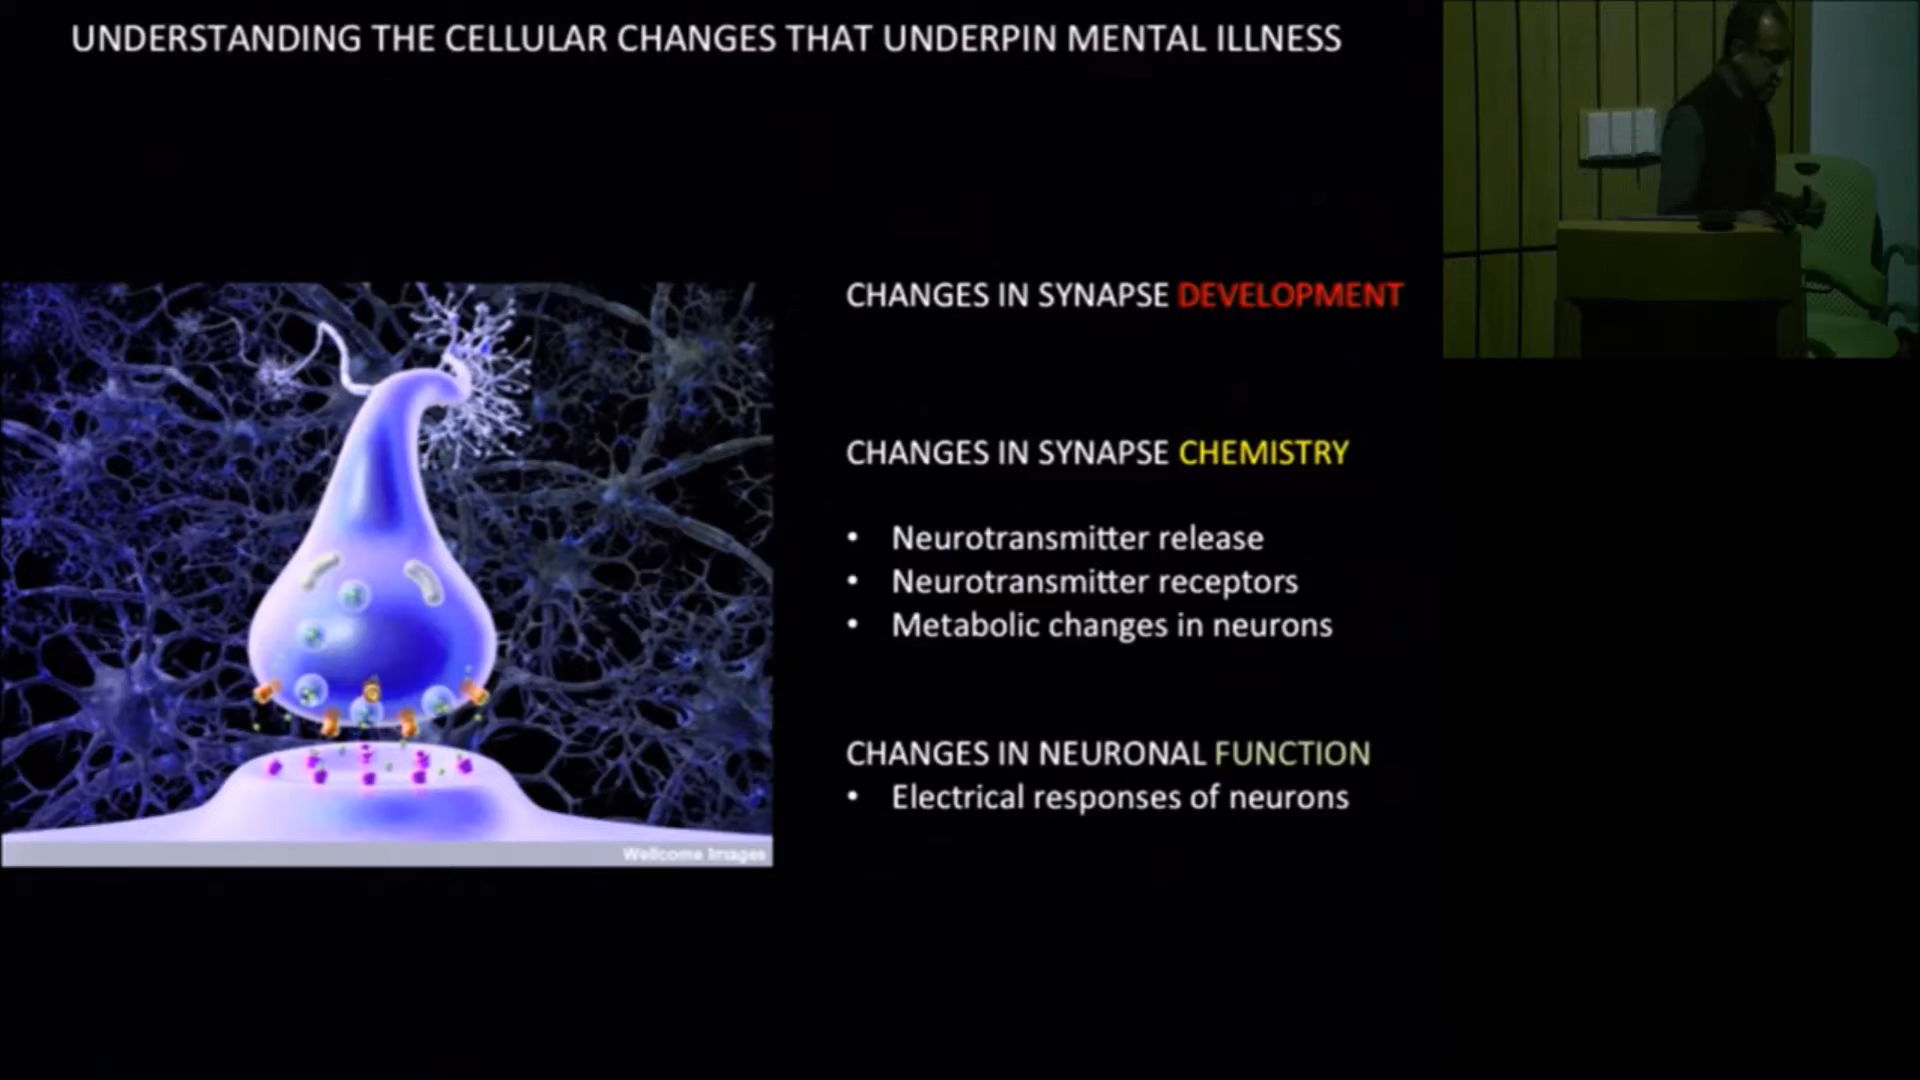 UNDERSTANDING THE CELLULAR CHANGES THAT UNDERPIN MENTAL ILLNESS
CHANGES IN SYNAPSE DEVELOPMENT
CHANGES IN SYNAPSE CHEMISTRY
• Neurotransmitter release
• Neurotransmitter receptors
• Metabolic changes in neurons
CHANGES IN NEURONAL FUNCTION
• Electrical responses of neurons
Wellcome Images